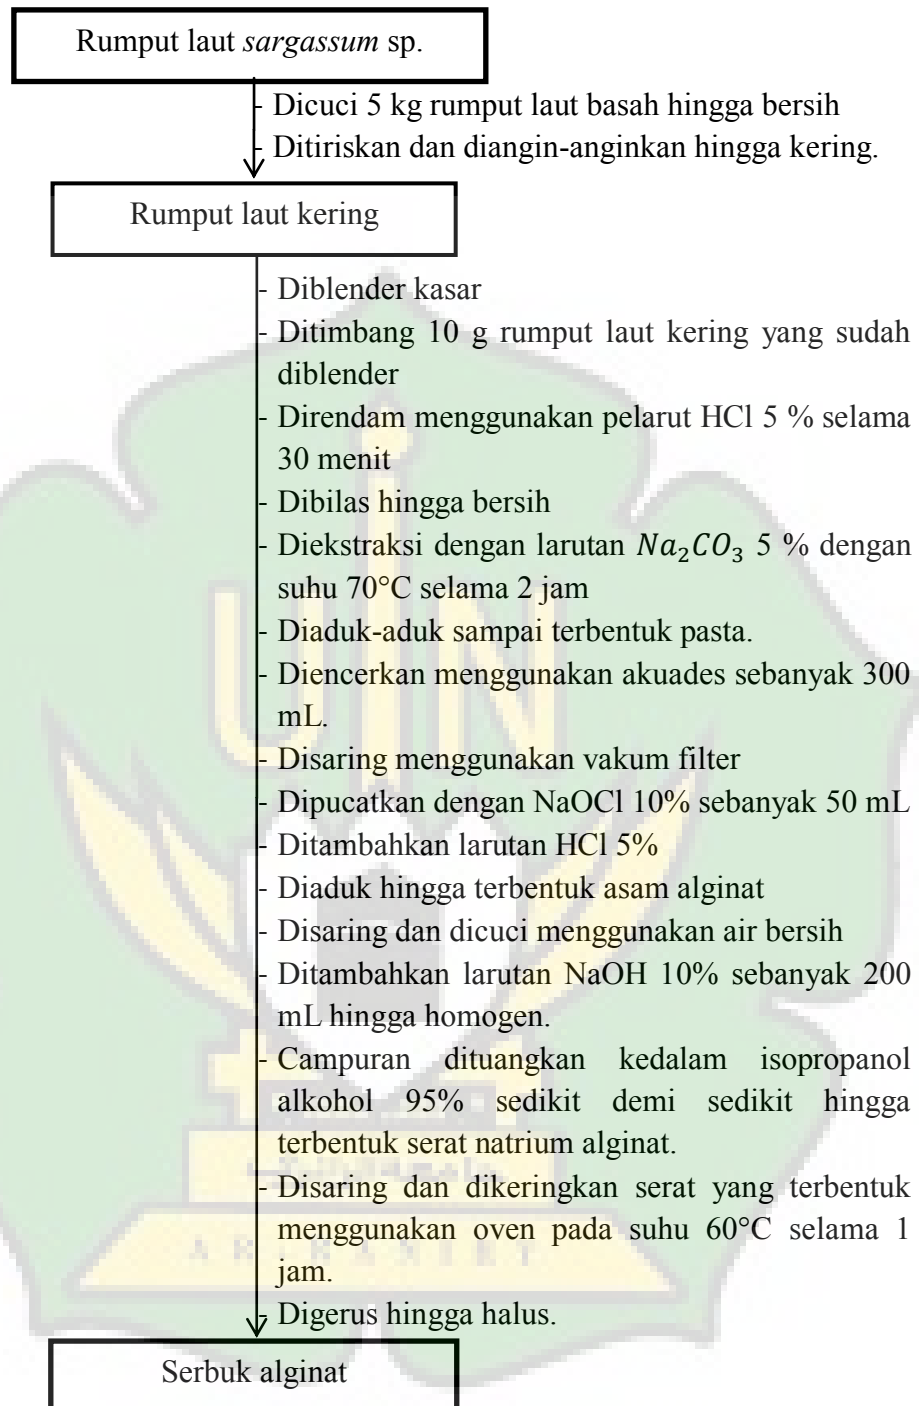 Rumput laut sargassum sp.
- Dicuci 5 kg rumput laut basah hingga bersih
- Ditiriskan dan diangin-anginkan hingga kering.
Rumput laut kering
- Diblender kasar
- Ditimbang 10 g rumput laut kering yang sudah
diblender
- Direndam menggunakan pelarut HCl 5 % selama
30 menit
- Dibilas hingga bersih
- Diekstraksi dengan larutan Na₂CO₃ 5 % dengan
suhu 70°C selama 2 jam
- Diaduk-aduk sampai terbentuk pasta.
- Diencerkan menggunakan akuades sebanyak 300
mL.
- Disaring menggunakan vakum filter
- Dipucatkan dengan NaOCl 10% sebanyak 50 mL
- Ditambahkan larutan HCl 5%
- Diaduk hingga terbentuk asam alginat
- Disaring dan dicuci menggunakan air bersih
- Ditambahkan larutan NaOH 10% sebanyak 200
mL hingga homogen.
- Campuran dituangkan kedalam isopropanol
alkohol 95% sedikit demi sedikit hingga
terbentuk serat natrium alginat.
- Disaring dan dikeringkan serat yang terbentuk
menggunakan oven pada suhu 60°C selama 1
jam.
- Digerus hingga halus.
Serbuk alginat
UIN
AR-RANIRY